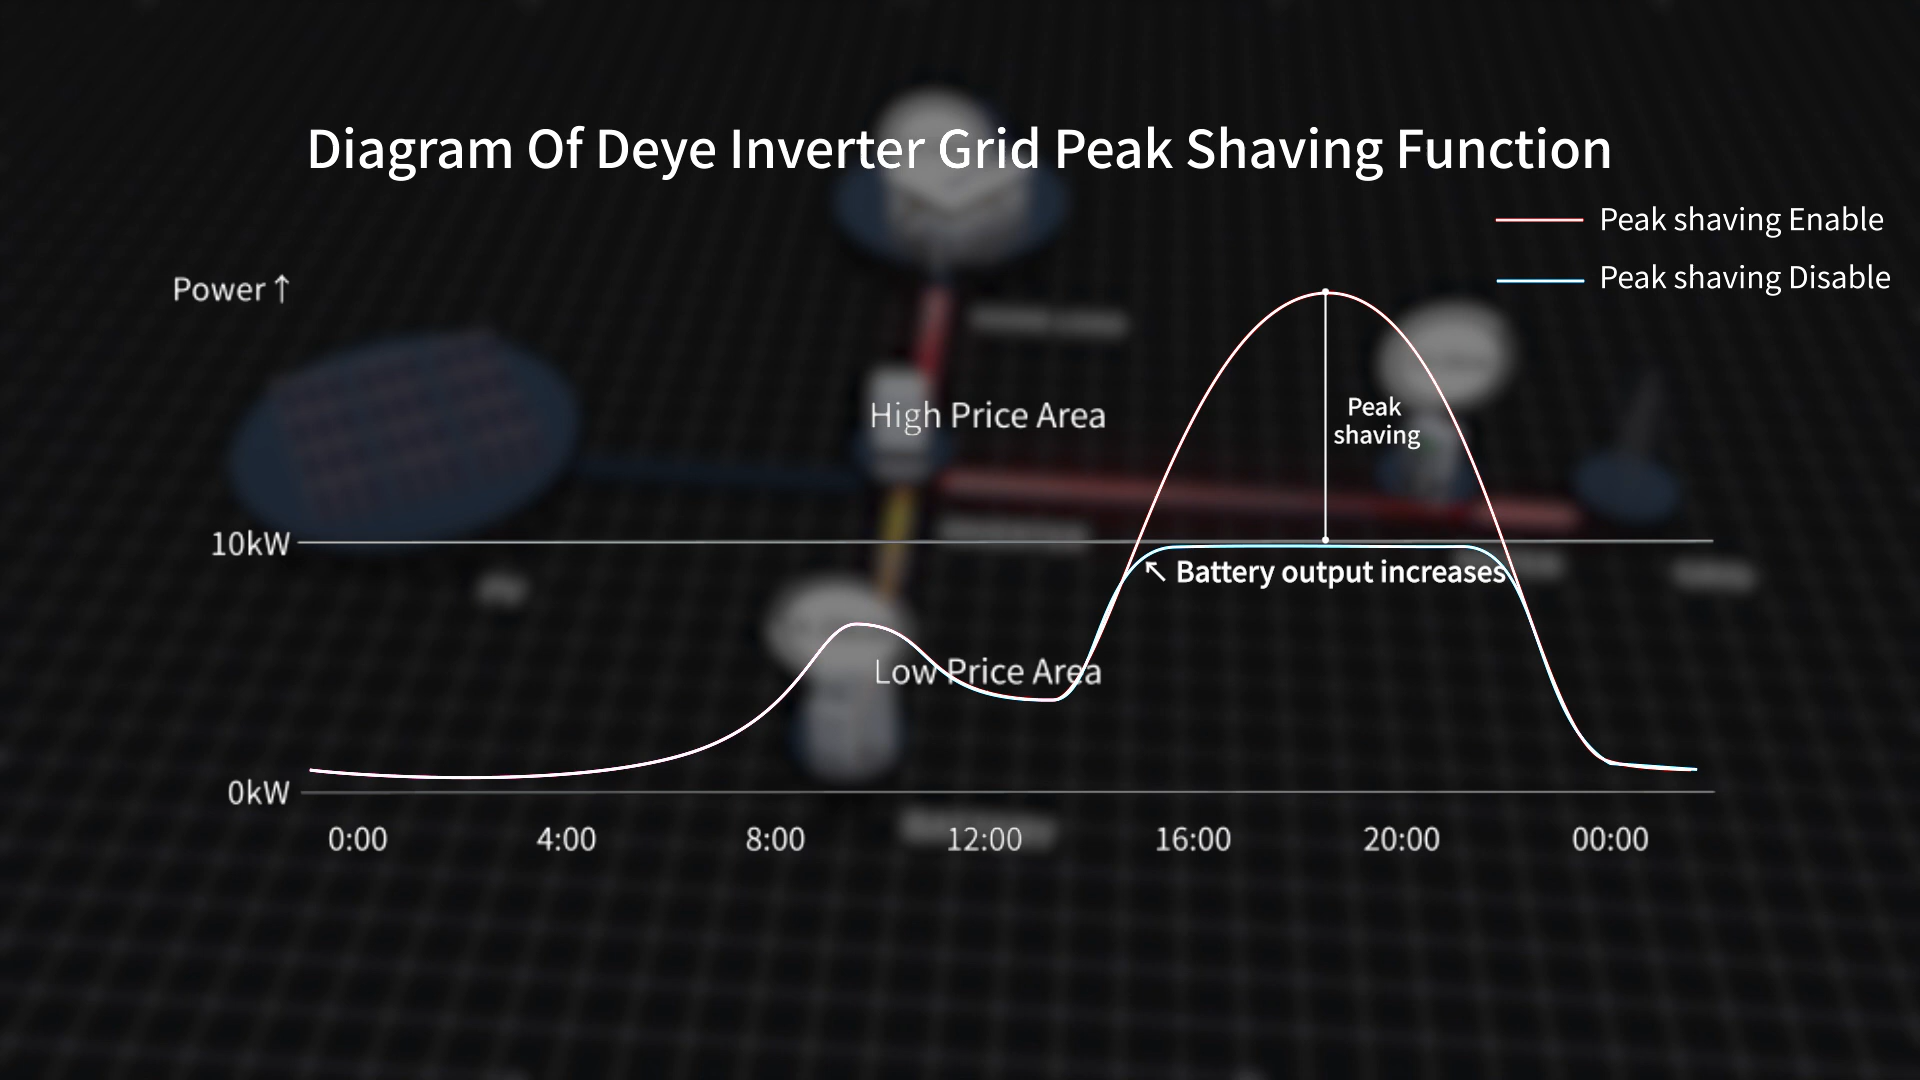 Diagram Of Deye Inverter Grid Peak Shaving Function
Peak shaving Enable
Peak shaving Disable
Power ↑
High Price Area
Peak
shaving
10kW
↖ Battery output increases
Low Price Area
0kW
0:00 4:00 8:00 12:00 16:00 20:00 00:00